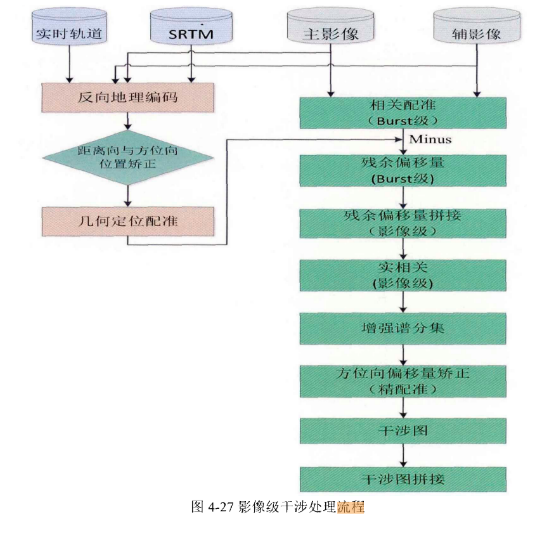 实时轨道
SRTM
主影像
辅影像
反向地理编码
相关配准
（Burst级）
距离向与方位向
位置矫正
Minus
残余偏移量
(Burst级)
几何定位配准
残余偏移量拼接
（影像级）
实相关
(影像级)
增强谱分集
方位向偏移量矫正
（精配准）
干涉图
干涉图拼接
图 4-27 影像级干涉处理流程